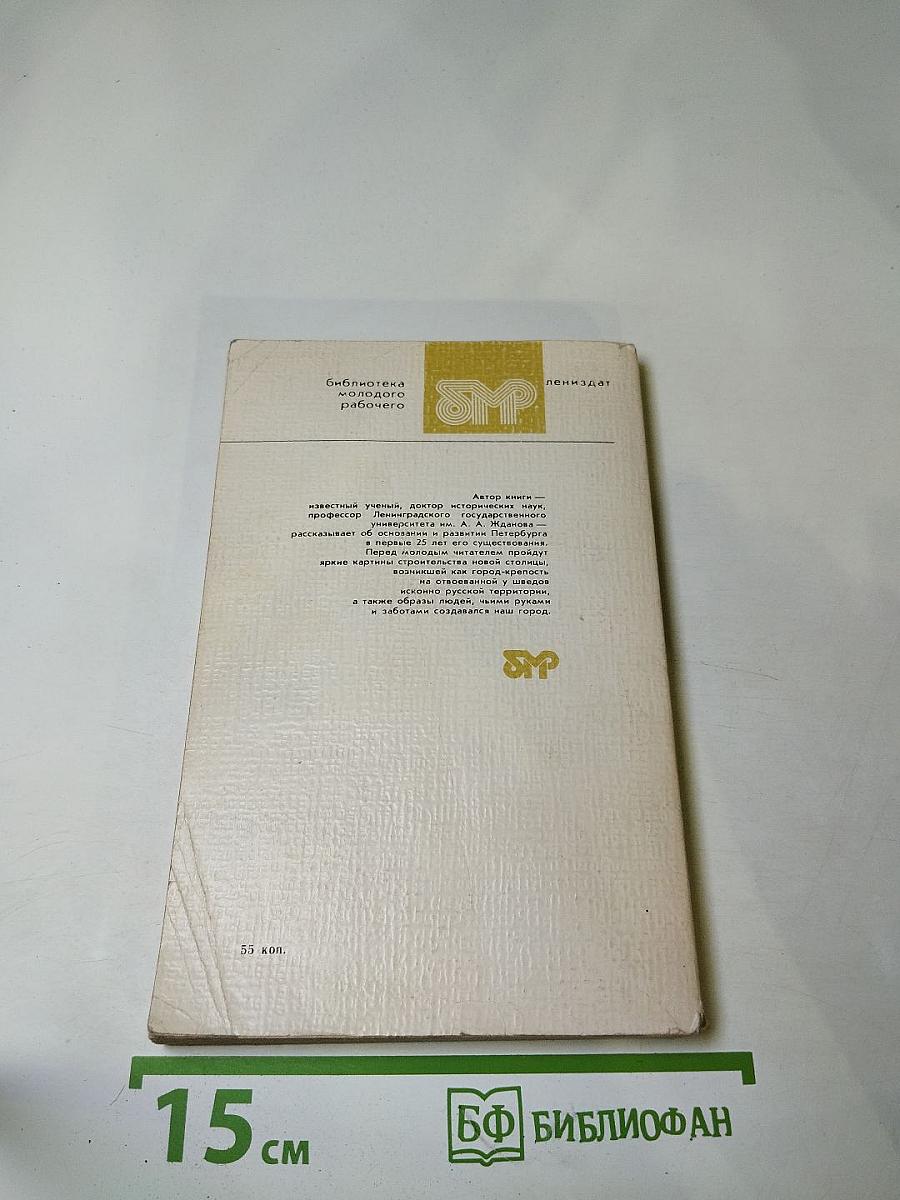 библиотека
молодого
рабочего
бмр
лениздат
Автор книги —
известный ученый, доктор исторических наук,
профессор Ленинградского государственного
университета им. А. А. Жданова —
рассказывает об основании и развитии Петербурга
в первые 25 лет его существования.
Перед молодым читателем пройдут
яркие картины строительства новой столицы,
возникшей как город-крепость
на отвоеванной у шведов
исконно русской территории,
а также образы людей, чьими руками
и заботами создавался наш город.
бмр
55 коп.
15 см
БФ БИБЛИОФАН